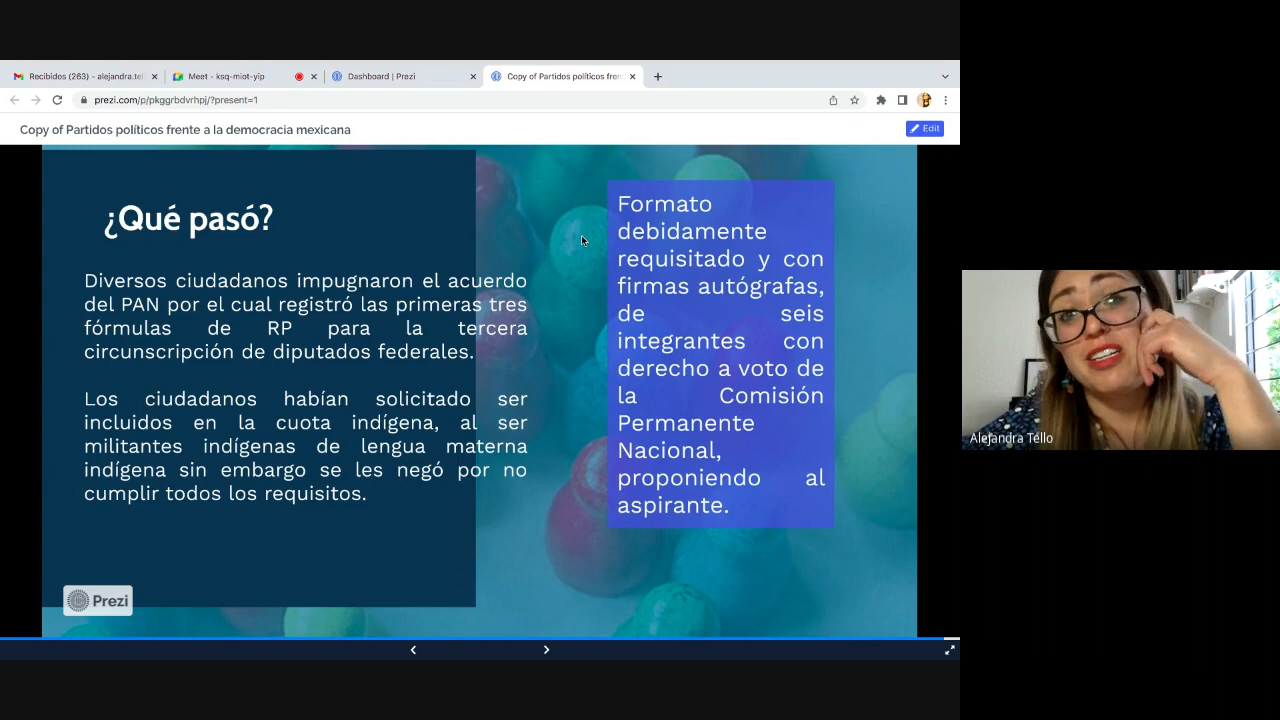 Recibidos (263) - alejandra.tel
Meet - ksq-miot-yip
Dashboard | Prezi
Copy of Partidos políticos fren
prezi.com/p/pkggrbdvrhpj/?present=1
Copy of Partidos políticos frente a la democracia mexicana
Edit
¿Qué pasó?
Diversos ciudadanos impugnaron el acuerdo
del PAN por el cual registró las primeras tres
fórmulas de RP para la tercera
circunscripción de diputados federales.
Los ciudadanos habían solicitado ser
incluidos en la cuota indígena, al ser
militantes indígenas de lengua materna
indígena sin embargo se les negó por no
cumplir todos los requisitos.
Formato
debidamente
requisitado y con
firmas autógrafas,
de seis
integrantes con
derecho a voto de
la Comisión
Permanente
Nacional,
proponiendo al
aspirante.
Prezi
Alejandra Tello